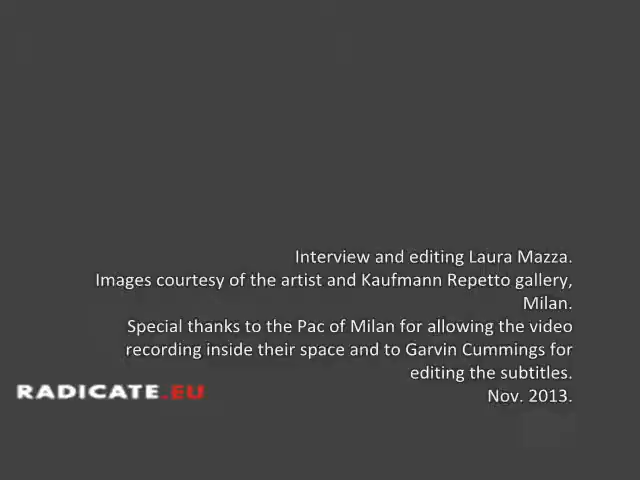 Interview and editing Laura Mazza.
Images courtesy of the artist and Kaufmann Repetto gallery,
Milan.
Special thanks to the Pac of Milan for allowing the video
recording inside their space and to Garvin Cummings for
editing the subtitles.
RADICATE.EU
Nov. 2013.